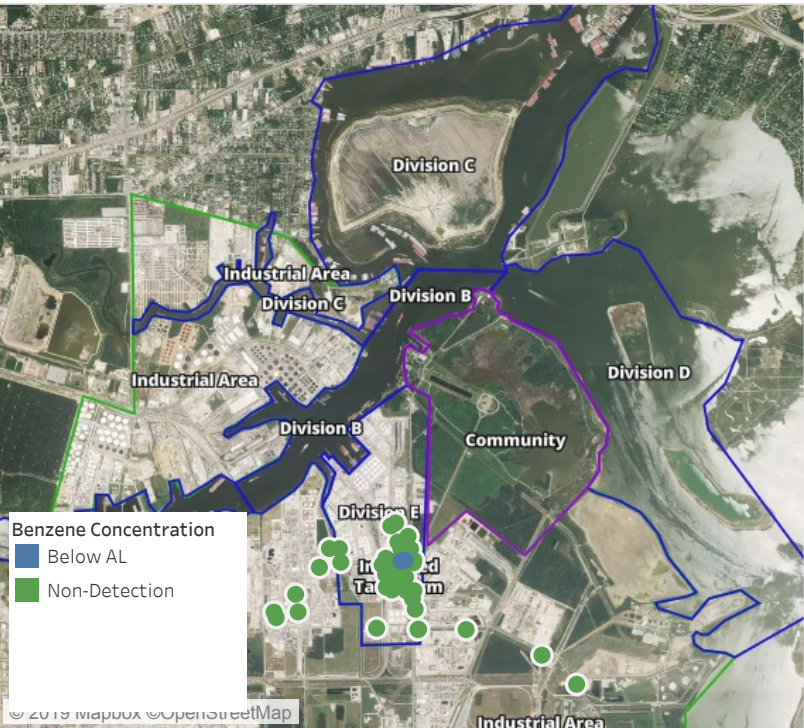 Division C
Industrial Area
Division C
Division B
Industrial Area
Division D
Division B
Community
Division E
Benzene Concentration
Below AL
Non-Detection
© 2019 Mapbox ©OpenStreetMap
Industrial Area